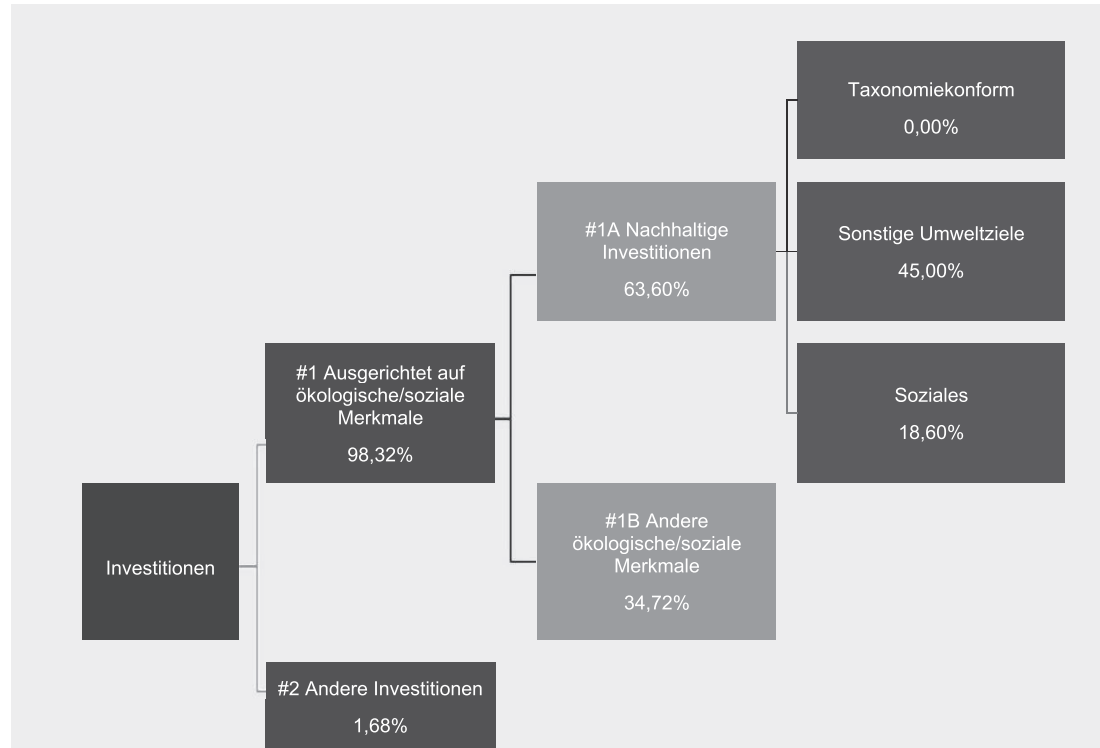 Taxonomiekonform
0,00%
#1A Nachhaltige
Investitionen
63,60%
Sonstige Umweltziele
45,00%
#1 Ausgerichtet auf
ökologische/soziale
Merkmale
98,32%
Soziales
18,60%
Investitionen
#1B Andere
ökologische/soziale
Merkmale
34,72%
#2 Andere Investitionen
1,68%